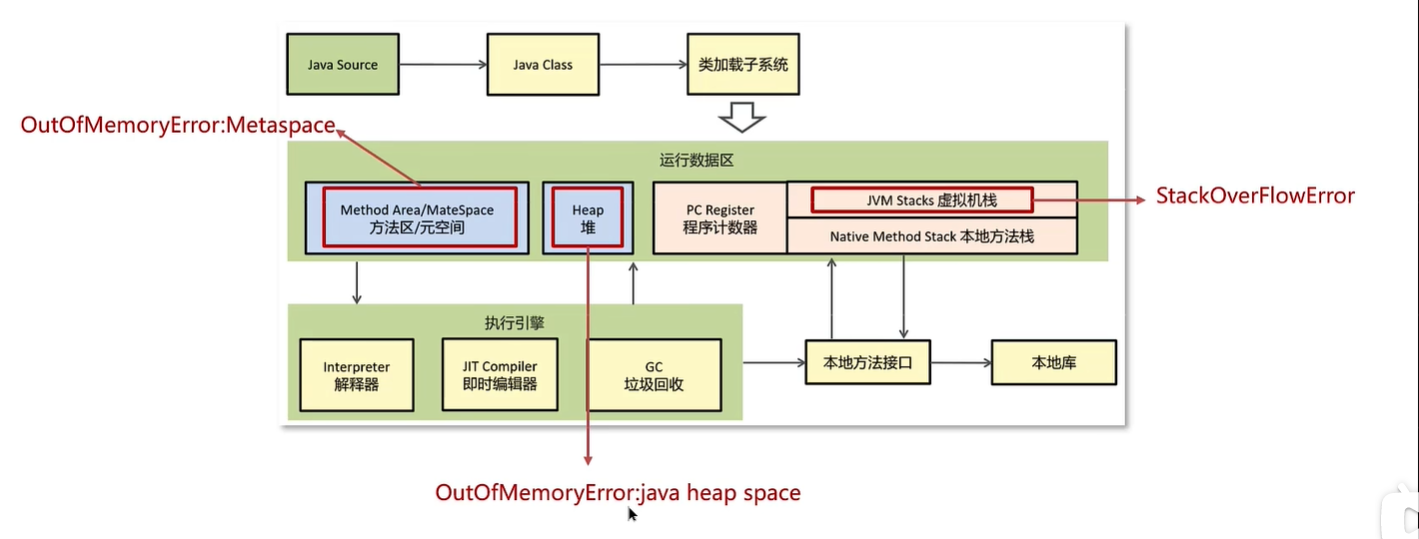 Java Source
Java Class
类加载子系统
OutOfMemoryError:Metaspace
运行数据区
Method Area/MateSpace
方法区/元空间
Heap
堆
PC Register
程序计数器
JVM Stacks 虚拟机栈
Native Method Stack 本地方法栈
StackOverFlowError
执行引擎
Interpreter
解释器
JIT Compiler
即时编辑器
GC
垃圾回收
本地方法接口
本地库
OutOfMemoryError:java heap space